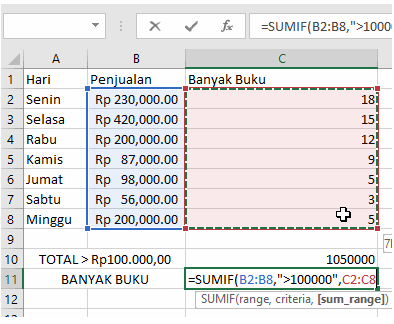 =SUMIF(B2:B8,">10000
A B C
1 Hari Penjualan Banyak Buku
2 Senin Rp 230,000.00 18
3 Selasa Rp 420,000.00 15
4 Rabu Rp 200,000.00 12
5 Kamis Rp 87,000.00 9
6 Jumat Rp 98,000.00 5
7 Sabtu Rp 56,000.00 3
8 Minggu Rp 200,000.00 5
9
10 TOTAL > Rp100.000,00 1050000
11 BANYAK BUKU =SUMIF(B2:B8,">100000",C2:C8
12 SUMIF(range, criteria, [sum_range])